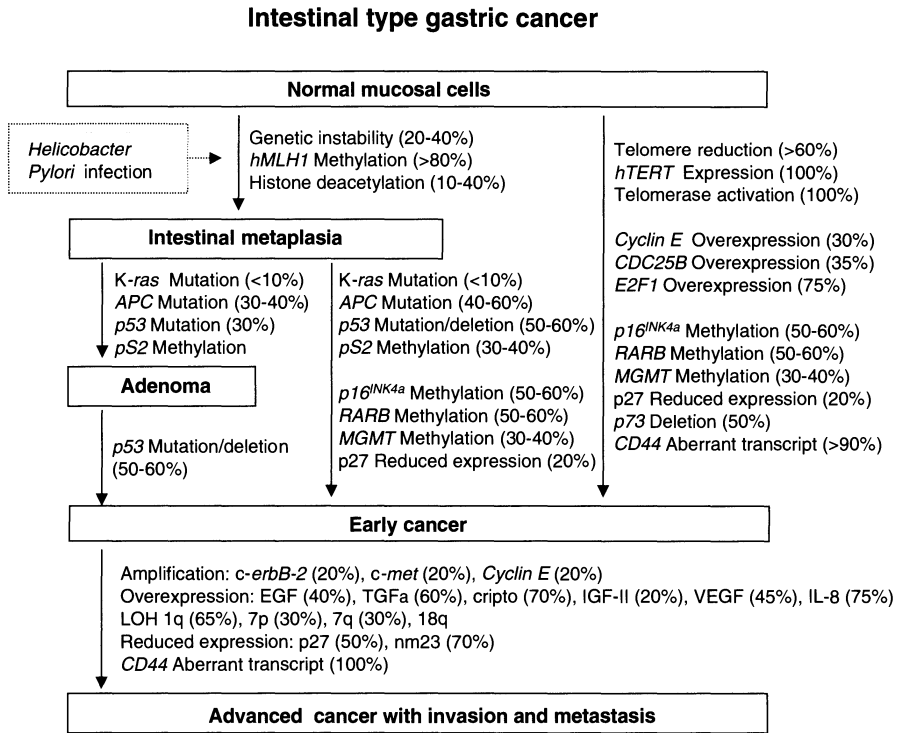 Intestinal type gastric cancer
Normal mucosal cells
Helicobacter
Pylori infection
Genetic instability (20-40%)
hMLH1 Methylation (>80%)
Histone deacetylation (10-40%)
Telomere reduction (>60%)
hTERT Expression (100%)
Telomerase activation (100%)
Cyclin E Overexpression (30%)
CDC25B Overexpression (35%)
E2F1 Overexpression (75%)
p16INK4a Methylation (50-60%)
RARB Methylation (50-60%)
MGMT Methylation (30-40%)
p27 Reduced expression (20%)
p73 Deletion (50%)
CD44 Aberrant transcript (>90%)
Intestinal metaplasia
K-ras Mutation (<10%)
APC Mutation (30-40%)
p53 Mutation (30%)
pS2 Methylation
K-ras Mutation (<10%)
APC Mutation (40-60%)
p53 Mutation/deletion (50-60%)
pS2 Methylation (30-40%)
p16INK4a Methylation (50-60%)
RARB Methylation (50-60%)
MGMT Methylation (30-40%)
p27 Reduced expression (20%)
Adenoma
p53 Mutation/deletion
(50-60%)
Early cancer
Amplification: c-erbB-2 (20%), c-met (20%), Cyclin E (20%)
Overexpression: EGF (40%), TGFa (60%), cripto (70%), IGF-II (20%), VEGF (45%), IL-8 (75%)
LOH 1q (65%), 7p (30%), 7q (30%), 18q
Reduced expression: p27 (50%), nm23 (70%)
CD44 Aberrant transcript (100%)
Advanced cancer with invasion and metastasis